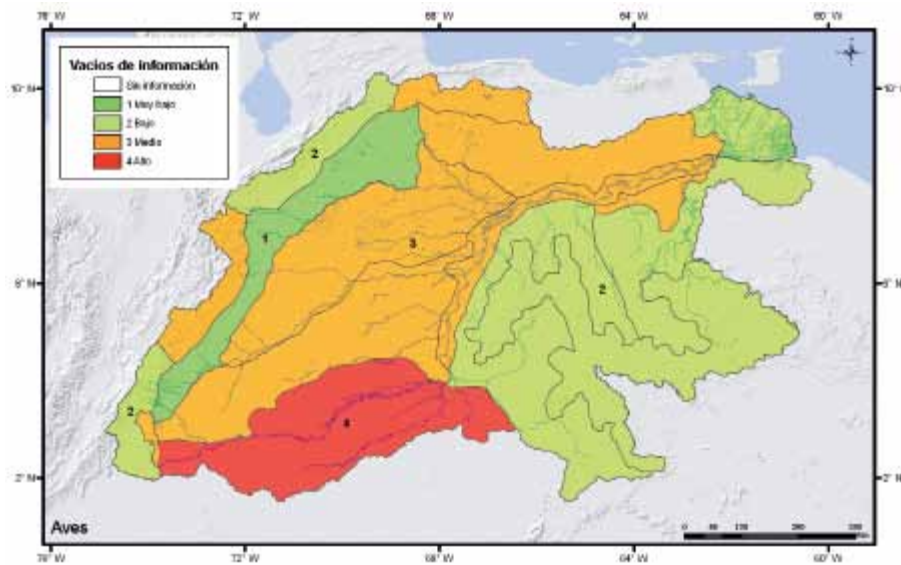 76° W 72° W 68° W 64° W 60° W
10° N 10° N
Vacios de información
Sin información
1 Muy bajo
2 Bajo
3 Medio
4 Alto
2
1
3
2
6° N 6° N
2
4
2° N 2° N
Aves
76° W 72° W 68° W 64° W 60° W